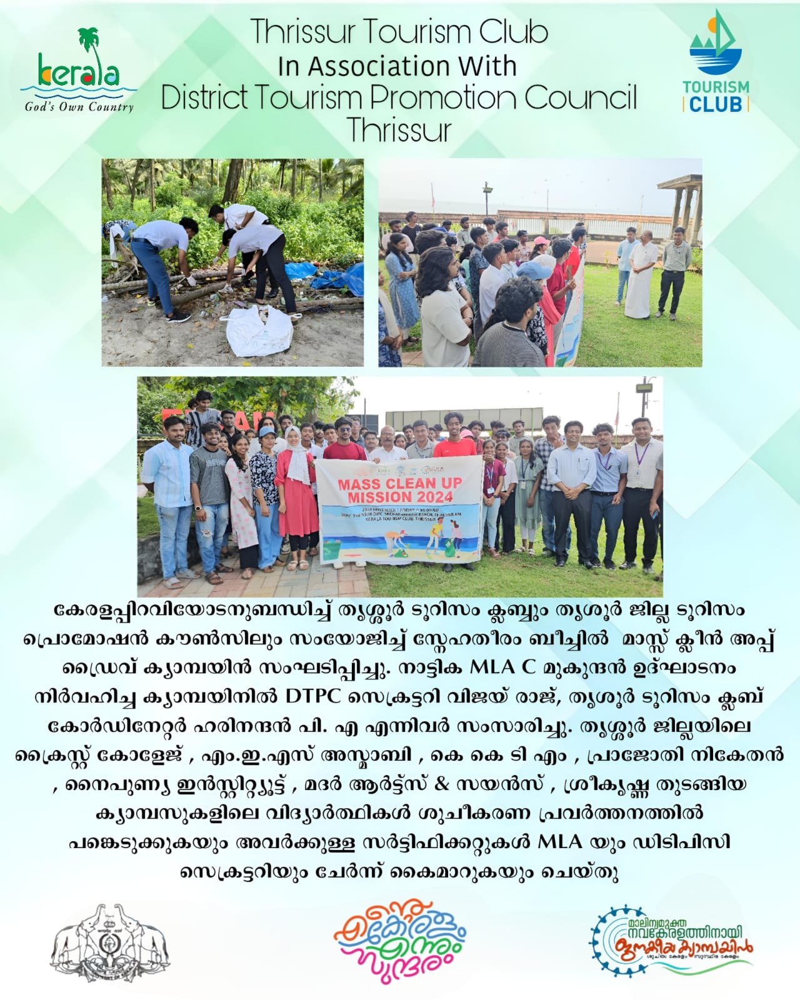 Thrissur Tourism Club
In Association With
District Tourism Promotion Council
Thrissur
kerala
God's Own Country
TOURISM
CLUB
MASS CLEAN UP
MISSION 2024
KERALA TOURISM CLUB, THRISSUR
കേരളപ്പിറവിയോടനുബന്ധിച്ച് തൃശ്ശൂർ ടൂറിസം ക്ലബ്ബും തൃശൂർ ജില്ല ടൂറിസം
പ്രൊമോഷൻ കൗൺസിലും സംയോജിച്ച് സ്നേഹതീരം ബീച്ചിൽ മാസ്സ് ക്ലീൻ അപ്പ്
ഡ്രൈവ് ക്യാമ്പയിൻ സംഘടിപ്പിച്ചു. നാട്ടിക MLA C മുകുന്ദൻ ഉദ്ഘാടനം
നിർവഹിച്ച ക്യാമ്പയിനിൽ DTPC സെക്രട്ടറി വിജയ് രാജ്, തൃശൂർ ടൂറിസം ക്ലബ്
കോർഡിനേറ്റർ ഹരിനന്ദൻ പി. എ എന്നിവർ സംസാരിച്ചു. തൃശ്ശൂർ ജില്ലയിലെ
ക്രൈസ്റ്റ് കോളേജ് , എം.ഇ.എസ് അസ്മാബി , കെ കെ ടി എം , പ്രാജോതി നികേതൻ
, നൈപുണ്യ ഇൻസ്റ്റിറ്റ്യൂട്ട് , മദർ ആർട്ട്സ് & സയൻസ് , ശ്രീകൃഷ്ണ തുടങ്ങിയ
ക്യാമ്പസുകളിലെ വിദ്യാർത്ഥികൾ ശുചീകരണ പ്രവർത്തനത്തിൽ
പങ്കെടുക്കുകയും അവർക്കുള്ള സർട്ടിഫിക്കറ്റുകൾ MLA യും ഡിടിപിസി
സെക്രട്ടറിയും ചേർന്ന് കൈമാറുകയും ചെയ്തു
എന്റെ
കേരളം
എന്നും
സുന്ദരം
മാലിന്യമുക്ത
നവകേരളത്തിനായി
ജനകീയ ക്യാമ്പയിൻ
ശുചിത്വ കേരളം സുസ്ഥിര കേരളം